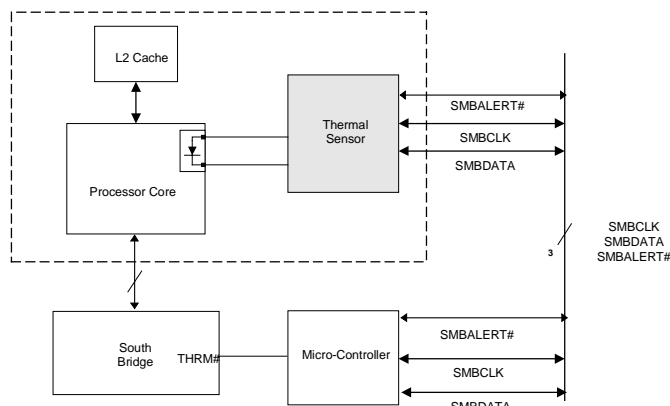 L2 Cache
SMBALERT#
Thermal
Sensor
SMBCLK
SMBDATA
Processor Core
SMBCLK
SMBDATA
SMBALERT#
3
SMBALERT#
South
Bridge
THRM#
Micro-Controller
SMBCLK
SMBDATA